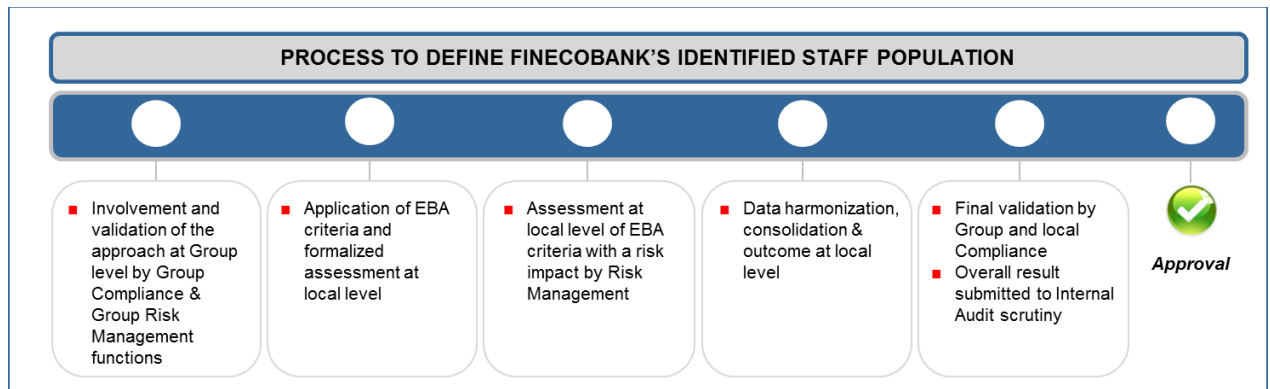 PROCESS TO DEFINE FINECOBANK'S IDENTIFIED STAFF POPULATION
Involvement and
validation of the
approach at Group
level by Group
Compliance &
Group Risk
Management
functions
Application of EBA
criteria and
formalized
assessment at
local level
Assessment at
local level of EBA
criteria with a risk
impact by Risk
Management
Data harmonization,
consolidation &
outcome at local
level
Final validation by
Group and local
Compliance
Overall result
submitted to Internal
Audit scrutiny
Approval